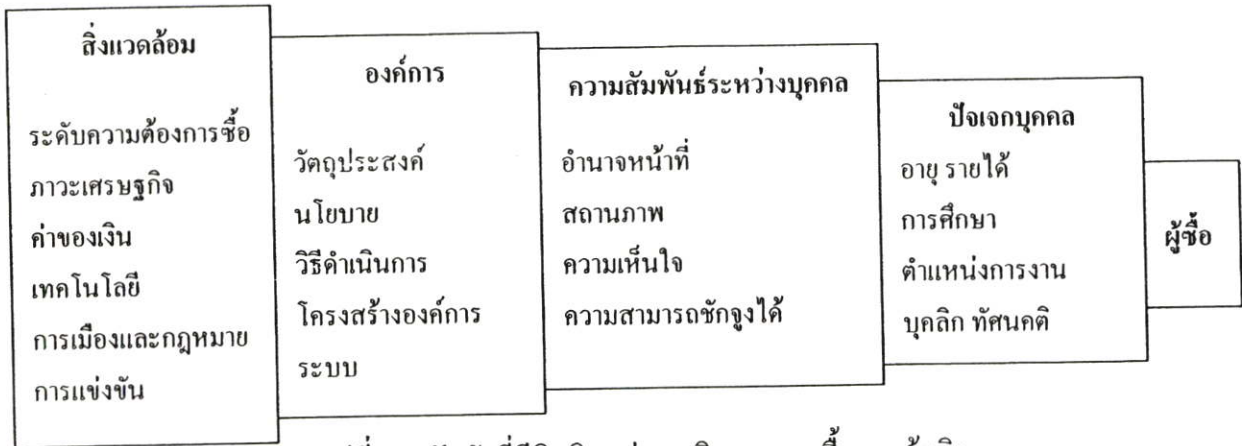 สิ่งแวดล้อม
ระดับความต้องการซื้อ
ภาวะเศรษฐกิจ
ค่าของเงิน
เทคโนโลยี
การเมืองและกฎหมาย
การแข่งขัน
องค์การ
วัตถุประสงค์
นโยบาย
วิธีดำเนินการ
โครงสร้างองค์การ
ระบบ
ความสัมพันธ์ระหว่างบุคคล
อำนาจหน้าที่
สถานภาพ
ความเห็นใจ
ความสามารถชักจูงได้
ปัจเจกบุคคล
อายุ รายได้
การศึกษา
ตำแหน่งการงาน
บุคลิก ทัศนคติ
ผู้ซื้อ